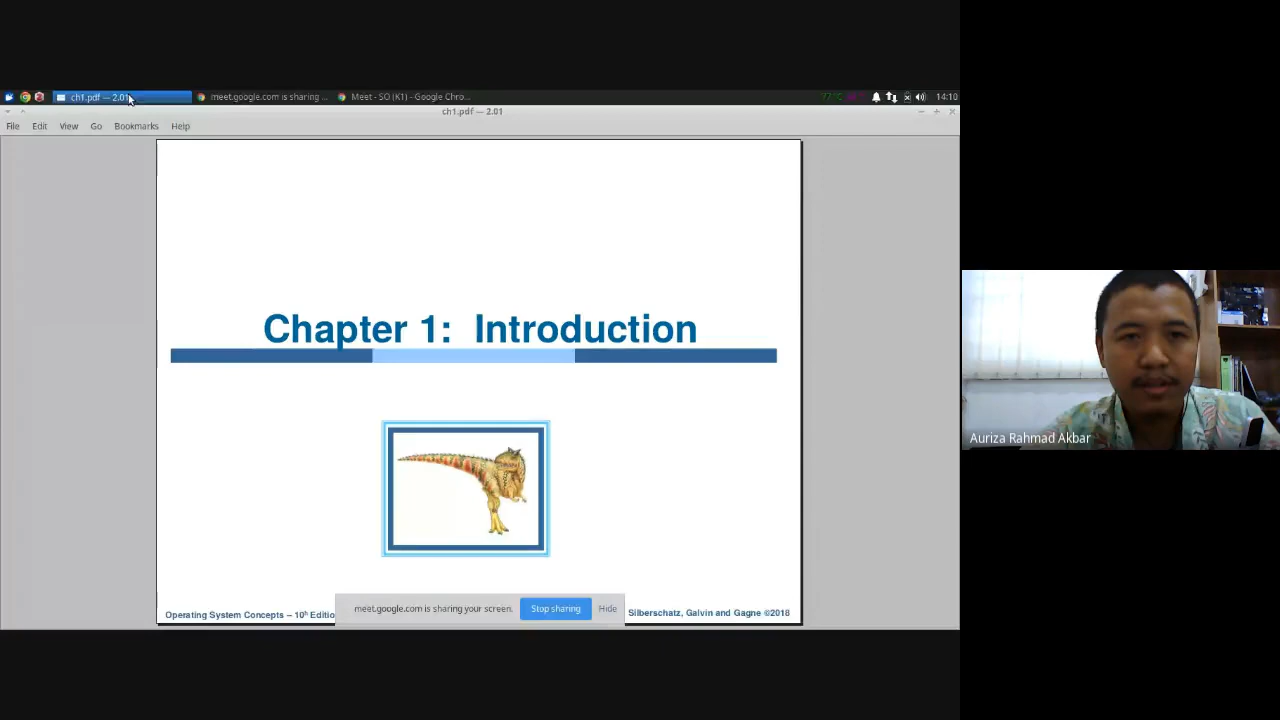 ch1.pdf — 2.01
meet.google.com is sharing ...
Meet - SO (K1) - Google Chro...
14:10
ch1.pdf — 2.01
File Edit View Go Bookmarks Help
Chapter 1: Introduction
Operating System Concepts – 10th Editio
Silberschatz, Galvin and Gagne ©2018
meet.google.com is sharing your screen.
Stop sharing
Hide
Auriza Rahmad Akbar